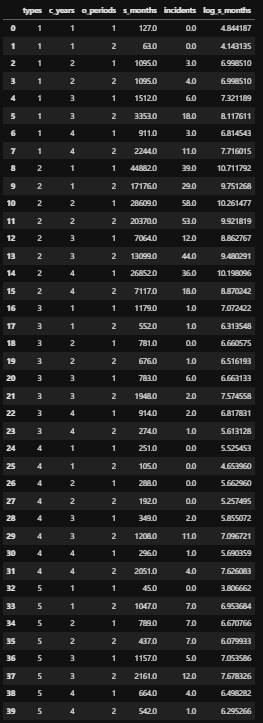 types c_years o_periods s_months incidents log_s_months
0 1 1 1 127.0 0.0 4.844187
1 1 1 2 63.0 0.0 4.143135
2 1 2 1 1095.0 3.0 6.998510
3 1 2 2 1095.0 4.0 6.998510
4 1 3 1 1512.0 6.0 7.321189
5 1 3 2 3353.0 18.0 8.117611
6 1 4 1 911.0 3.0 6.814543
7 1 4 2 2244.0 11.0 7.716015
8 2 1 1 44882.0 39.0 10.711792
9 2 1 2 17176.0 29.0 9.751268
10 2 2 1 28609.0 58.0 10.261477
11 2 2 2 20370.0 53.0 9.921819
12 2 3 1 7064.0 12.0 8.862767
13 2 3 2 13099.0 44.0 9.480291
14 2 4 1 26852.0 36.0 10.198096
15 2 4 2 7117.0 18.0 8.870242
16 3 1 1 1179.0 1.0 7.072422
17 3 1 2 552.0 1.0 6.313548
18 3 2 1 781.0 0.0 6.660575
19 3 2 2 676.0 1.0 6.516193
20 3 3 1 783.0 6.0 6.663133
21 3 3 2 1948.0 2.0 7.574558
22 3 4 1 914.0 2.0 6.817831
23 3 4 2 274.0 1.0 5.613128
24 4 1 1 251.0 0.0 5.525453
25 4 1 2 105.0 0.0 4.653960
26 4 2 1 288.0 0.0 5.662960
27 4 2 2 192.0 0.0 5.257495
28 4 3 1 349.0 2.0 5.855072
29 4 3 2 1208.0 11.0 7.096721
30 4 4 1 296.0 1.0 5.690359
31 4 4 2 2051.0 4.0 7.626083
32 5 1 1 45.0 0.0 3.806662
33 5 1 2 1047.0 7.0 6.953684
34 5 2 1 789.0 7.0 6.670766
35 5 2 2 437.0 7.0 6.079933
36 5 3 1 1157.0 5.0 7.053586
37 5 3 2 2161.0 12.0 7.678326
38 5 4 1 664.0 4.0 6.498282
39 5 4 2 542.0 1.0 6.295266